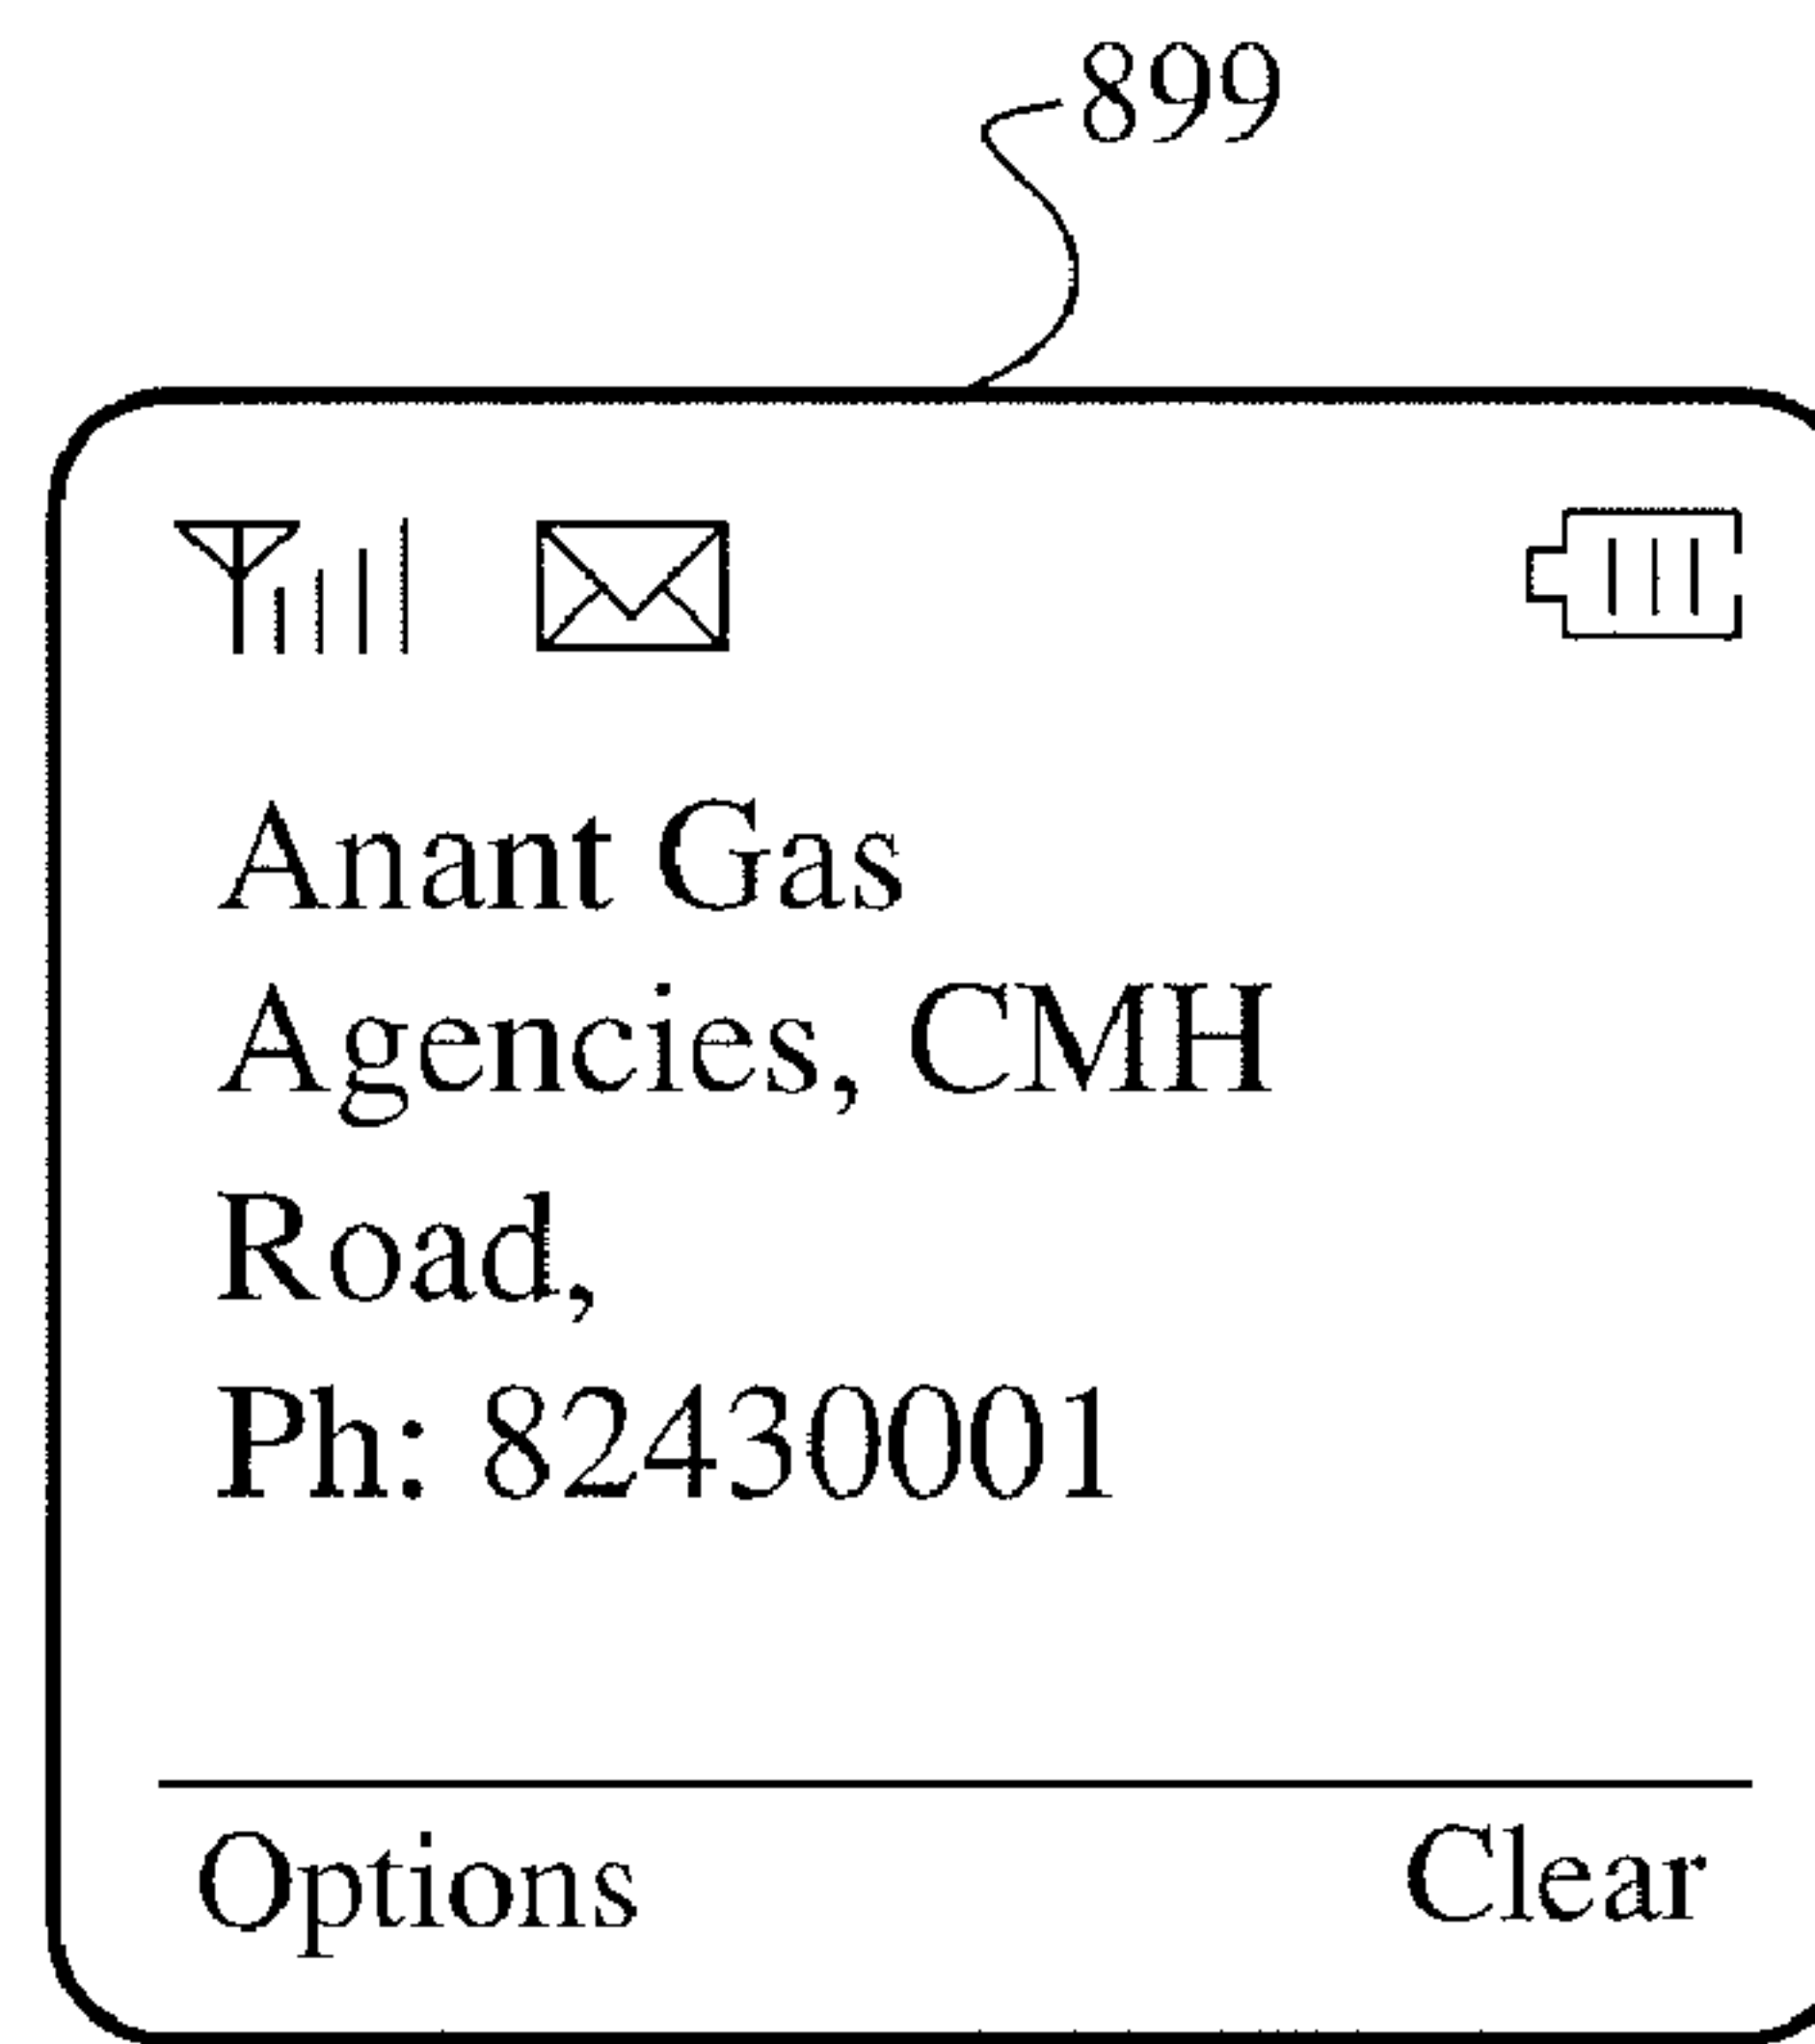 899
Anant Gas
Agencies, CMH
Road,
Ph: 82430001
Options Clear